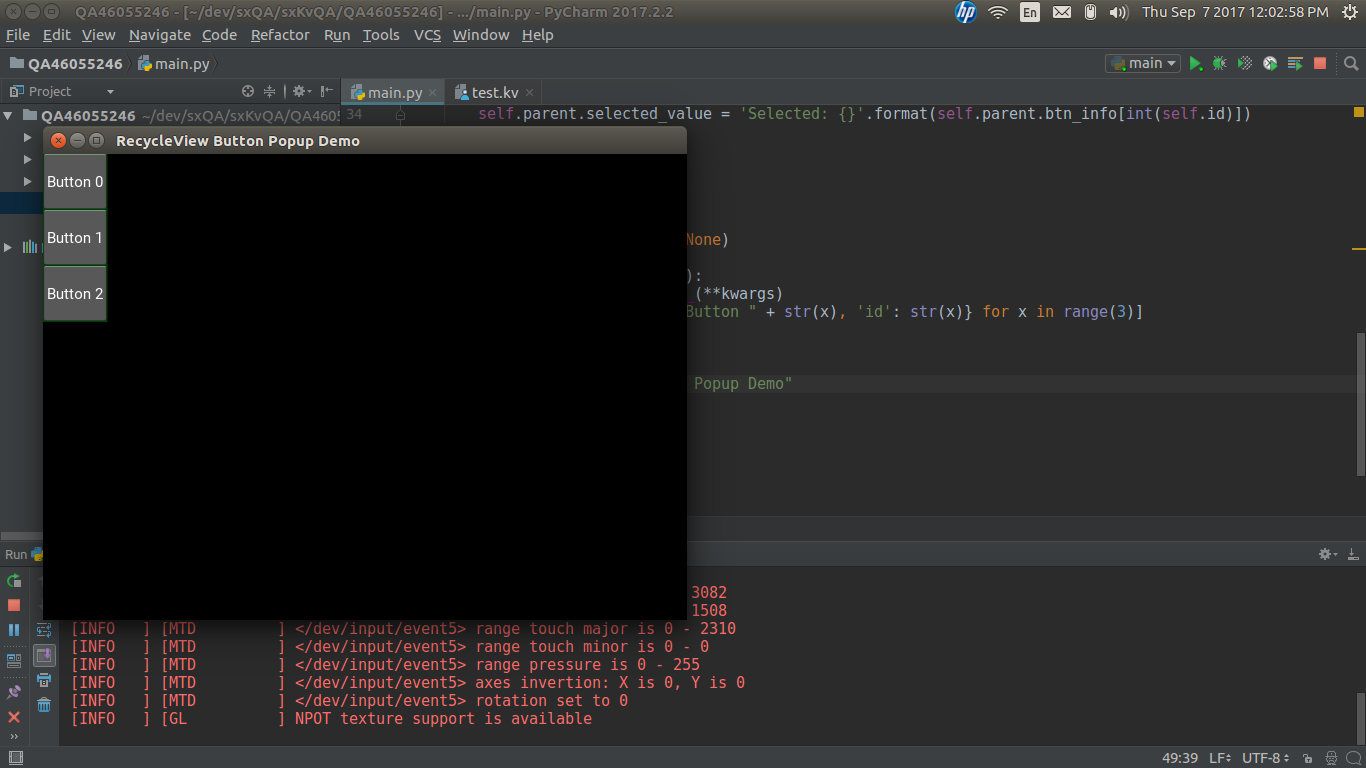 QA46055246 - [~/dev/sxQA/sxKvQA/QA46055246] - .../main.py - PyCharm 2017.2.2
hp En Thu Sep 7 2017 12:02:58 PM
File Edit View Navigate Code Refactor Run Tools VCS Window Help
QA46055246 main.py
main
Project
main.py
test.kv
QA46055246 ~/dev/sxQA/sxKvQA/QA4605
34 self.parent.selected_value = 'Selected: {}'.format(self.parent.btn_info[int(self.id)])
RecycleView Button Popup Demo
Button 0
Button 1
Button 2
None)
):
(**kwargs)
Button " + str(x), 'id': str(x)} for x in range(3)]
Popup Demo"
Run
3082
1508
[INFO   ] [MTD         ] </dev/input/event5> range touch major is 0 - 2310
[INFO   ] [MTD         ] </dev/input/event5> range touch minor is 0 - 0
[INFO   ] [MTD         ] </dev/input/event5> range pressure is 0 - 255
[INFO   ] [MTD         ] </dev/input/event5> axes invertion: X is 0, Y is 0
[INFO   ] [MTD         ] </dev/input/event5> rotation set to 0
[INFO   ] [GL          ] NPOT texture support is available
49:39 LF UTF-8